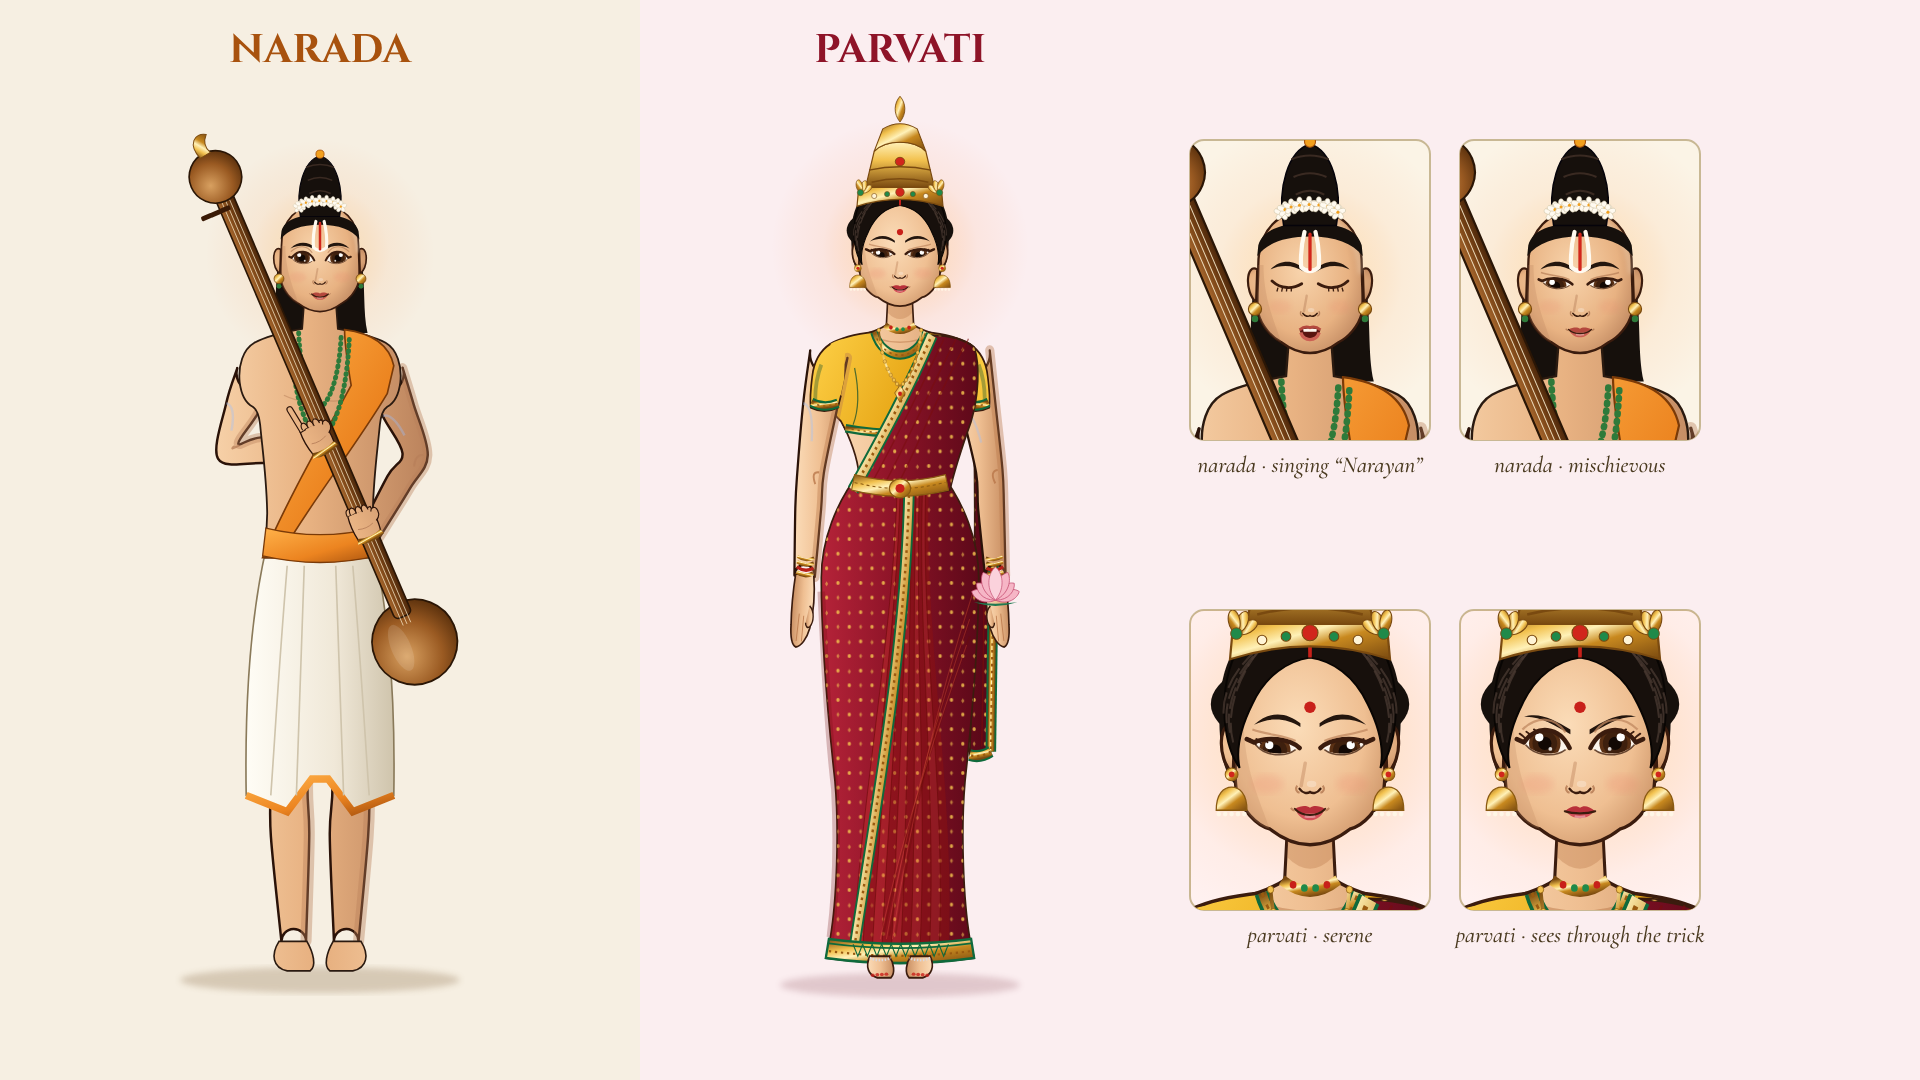 NARADA
PARVATI
narada · singing “Narayan”
narada · mischievous
parvati · serene
parvati · sees through the trick